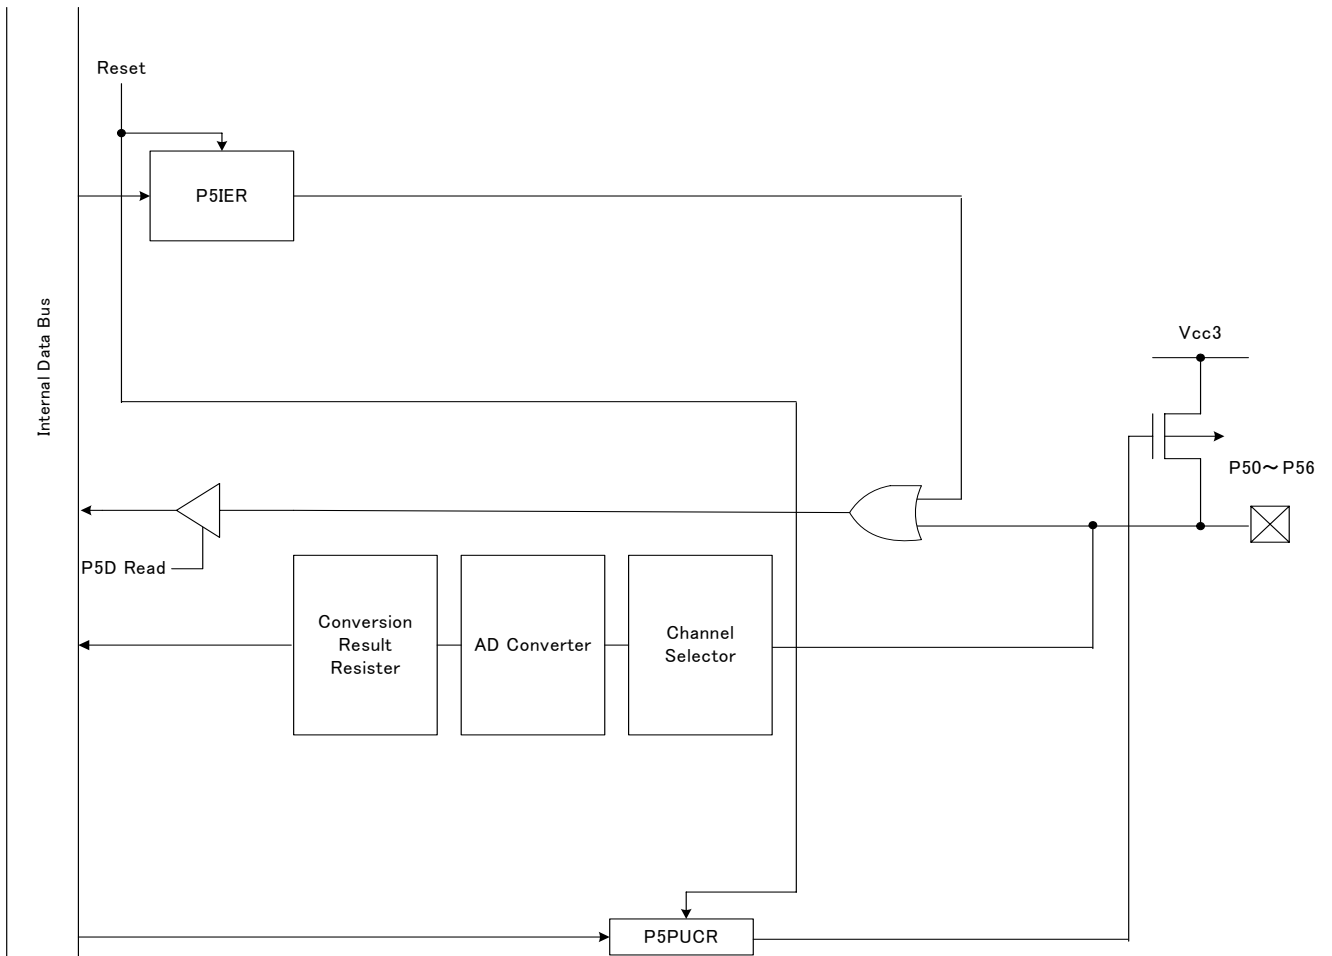 Reset
P5IER
Internal Data Bus
Vcc3
P50～P56
P5D Read
Conversion
Result
Resister
AD Converter
Channel
Selector
P5PUCR